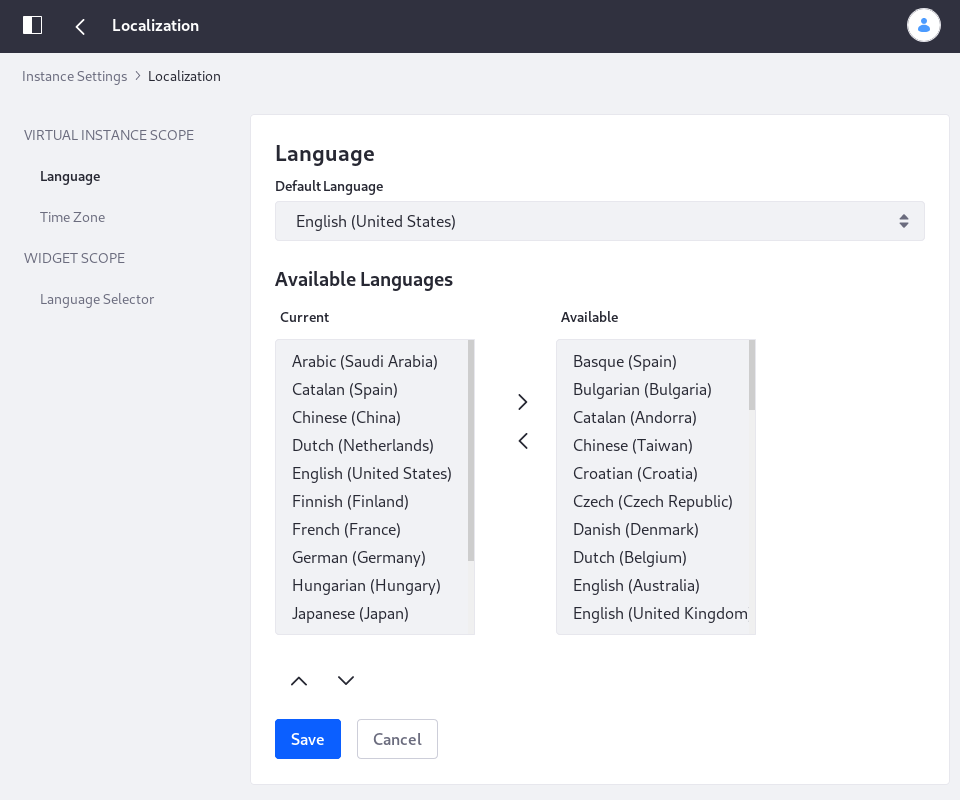 Localization
Instance Settings > Localization
VIRTUAL INSTANCE SCOPE
Language
Time Zone
WIDGET SCOPE
Language Selector
Language
Default Language
English (United States)
Available Languages
Current
Arabic (Saudi Arabia)
Catalan (Spain)
Chinese (China)
Dutch (Netherlands)
English (United States)
Finnish (Finland)
French (France)
German (Germany)
Hungarian (Hungary)
Japanese (Japan)
Available
Basque (Spain)
Bulgarian (Bulgaria)
Catalan (Andorra)
Chinese (Taiwan)
Croatian (Croatia)
Czech (Czech Republic)
Danish (Denmark)
Dutch (Belgium)
English (Australia)
English (United Kingdom
Save
Cancel